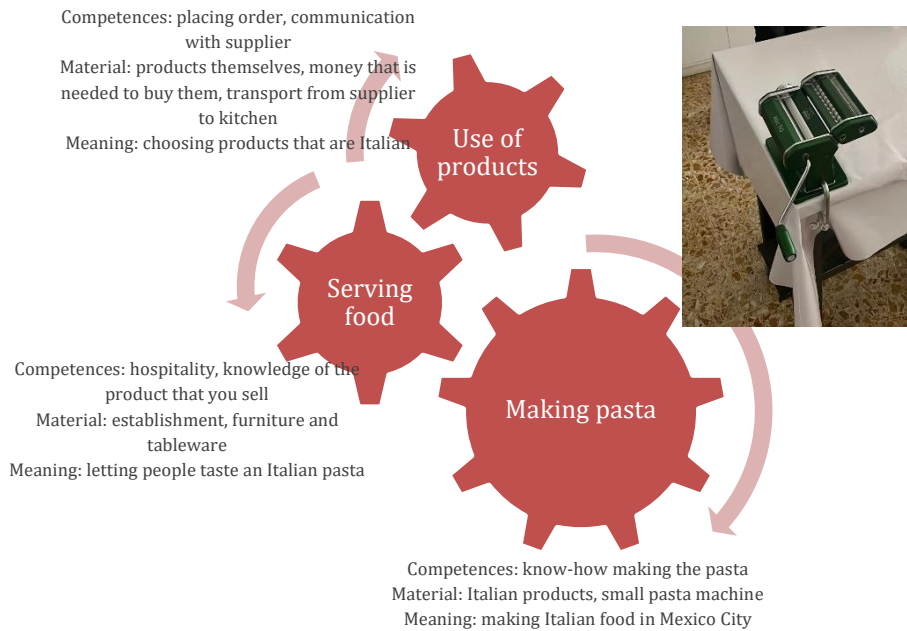 Competences: placing order, communication
with supplier
Material: products themselves, money that is
needed to buy them, transport from supplier
to kitchen
Meaning: choosing products that are Italian
Use of
products
Serving
food
Competences: hospitality, knowledge of the
product that you sell
Material: establishment, furniture and
tableware
Meaning: letting people taste an Italian pasta
Making pasta
Competences: know-how making the pasta
Material: Italian products, small pasta machine
Meaning: making Italian food in Mexico City